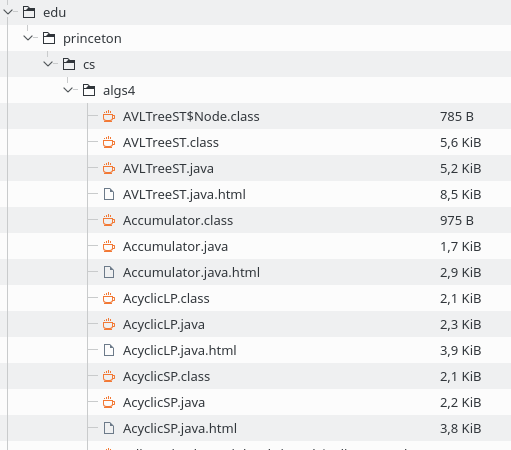 edu
princeton
cs
algs4
AVLTreeST$Node.class 785 B
AVLTreeST.class 5,6 KiB
AVLTreeST.java 5,2 KiB
AVLTreeST.java.html 8,5 KiB
Accumulator.class 975 B
Accumulator.java 1,7 KiB
Accumulator.java.html 2,9 KiB
AcyclicLP.class 2,1 KiB
AcyclicLP.java 2,3 KiB
AcyclicLP.java.html 3,9 KiB
AcyclicSP.class 2,1 KiB
AcyclicSP.java 2,2 KiB
AcyclicSP.java.html 3,8 KiB